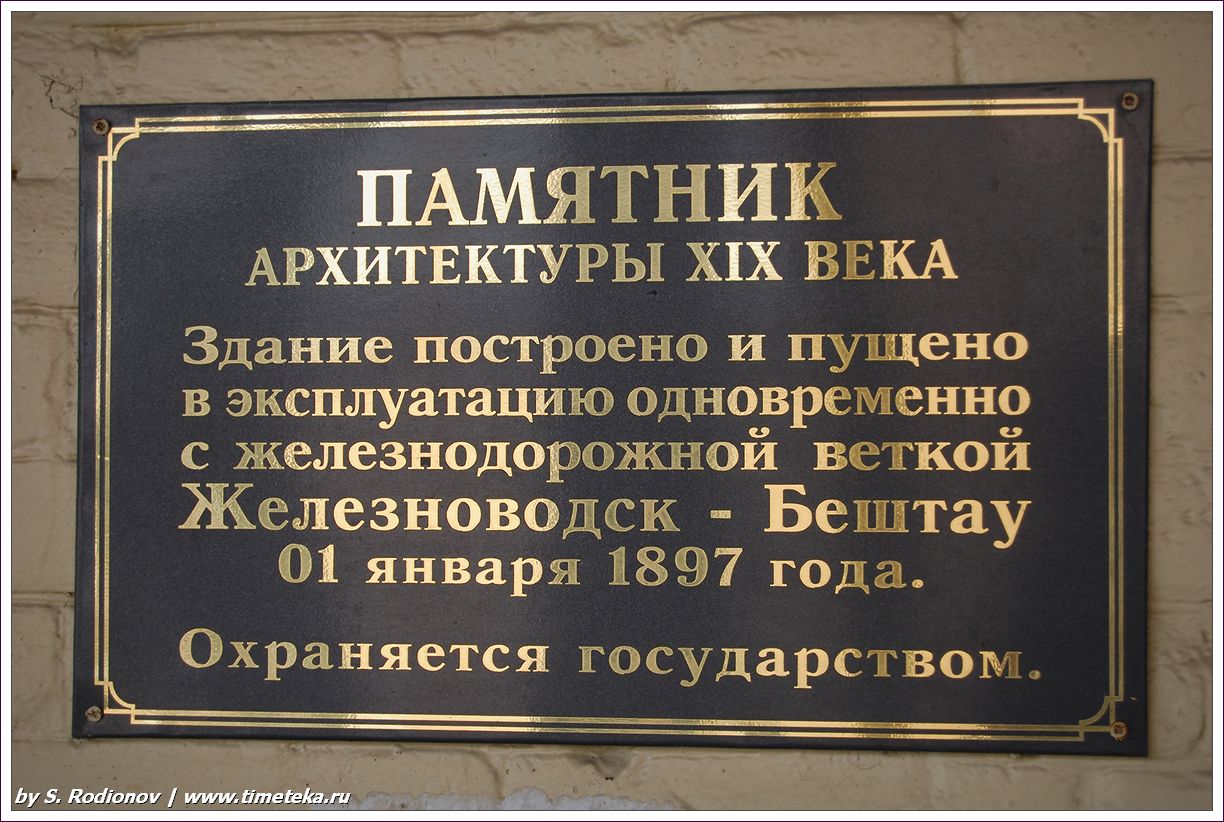 ПАМЯТНИК
АРХИТЕКТУРЫ XIX ВЕКА
Здание построено и пущено
в эксплуатацию одновременно
с железнодорожной веткой
Железноводск - Бештау
01 января 1897 года.
Охраняется государством.
by S. Rodionov | www.timeteka.ru